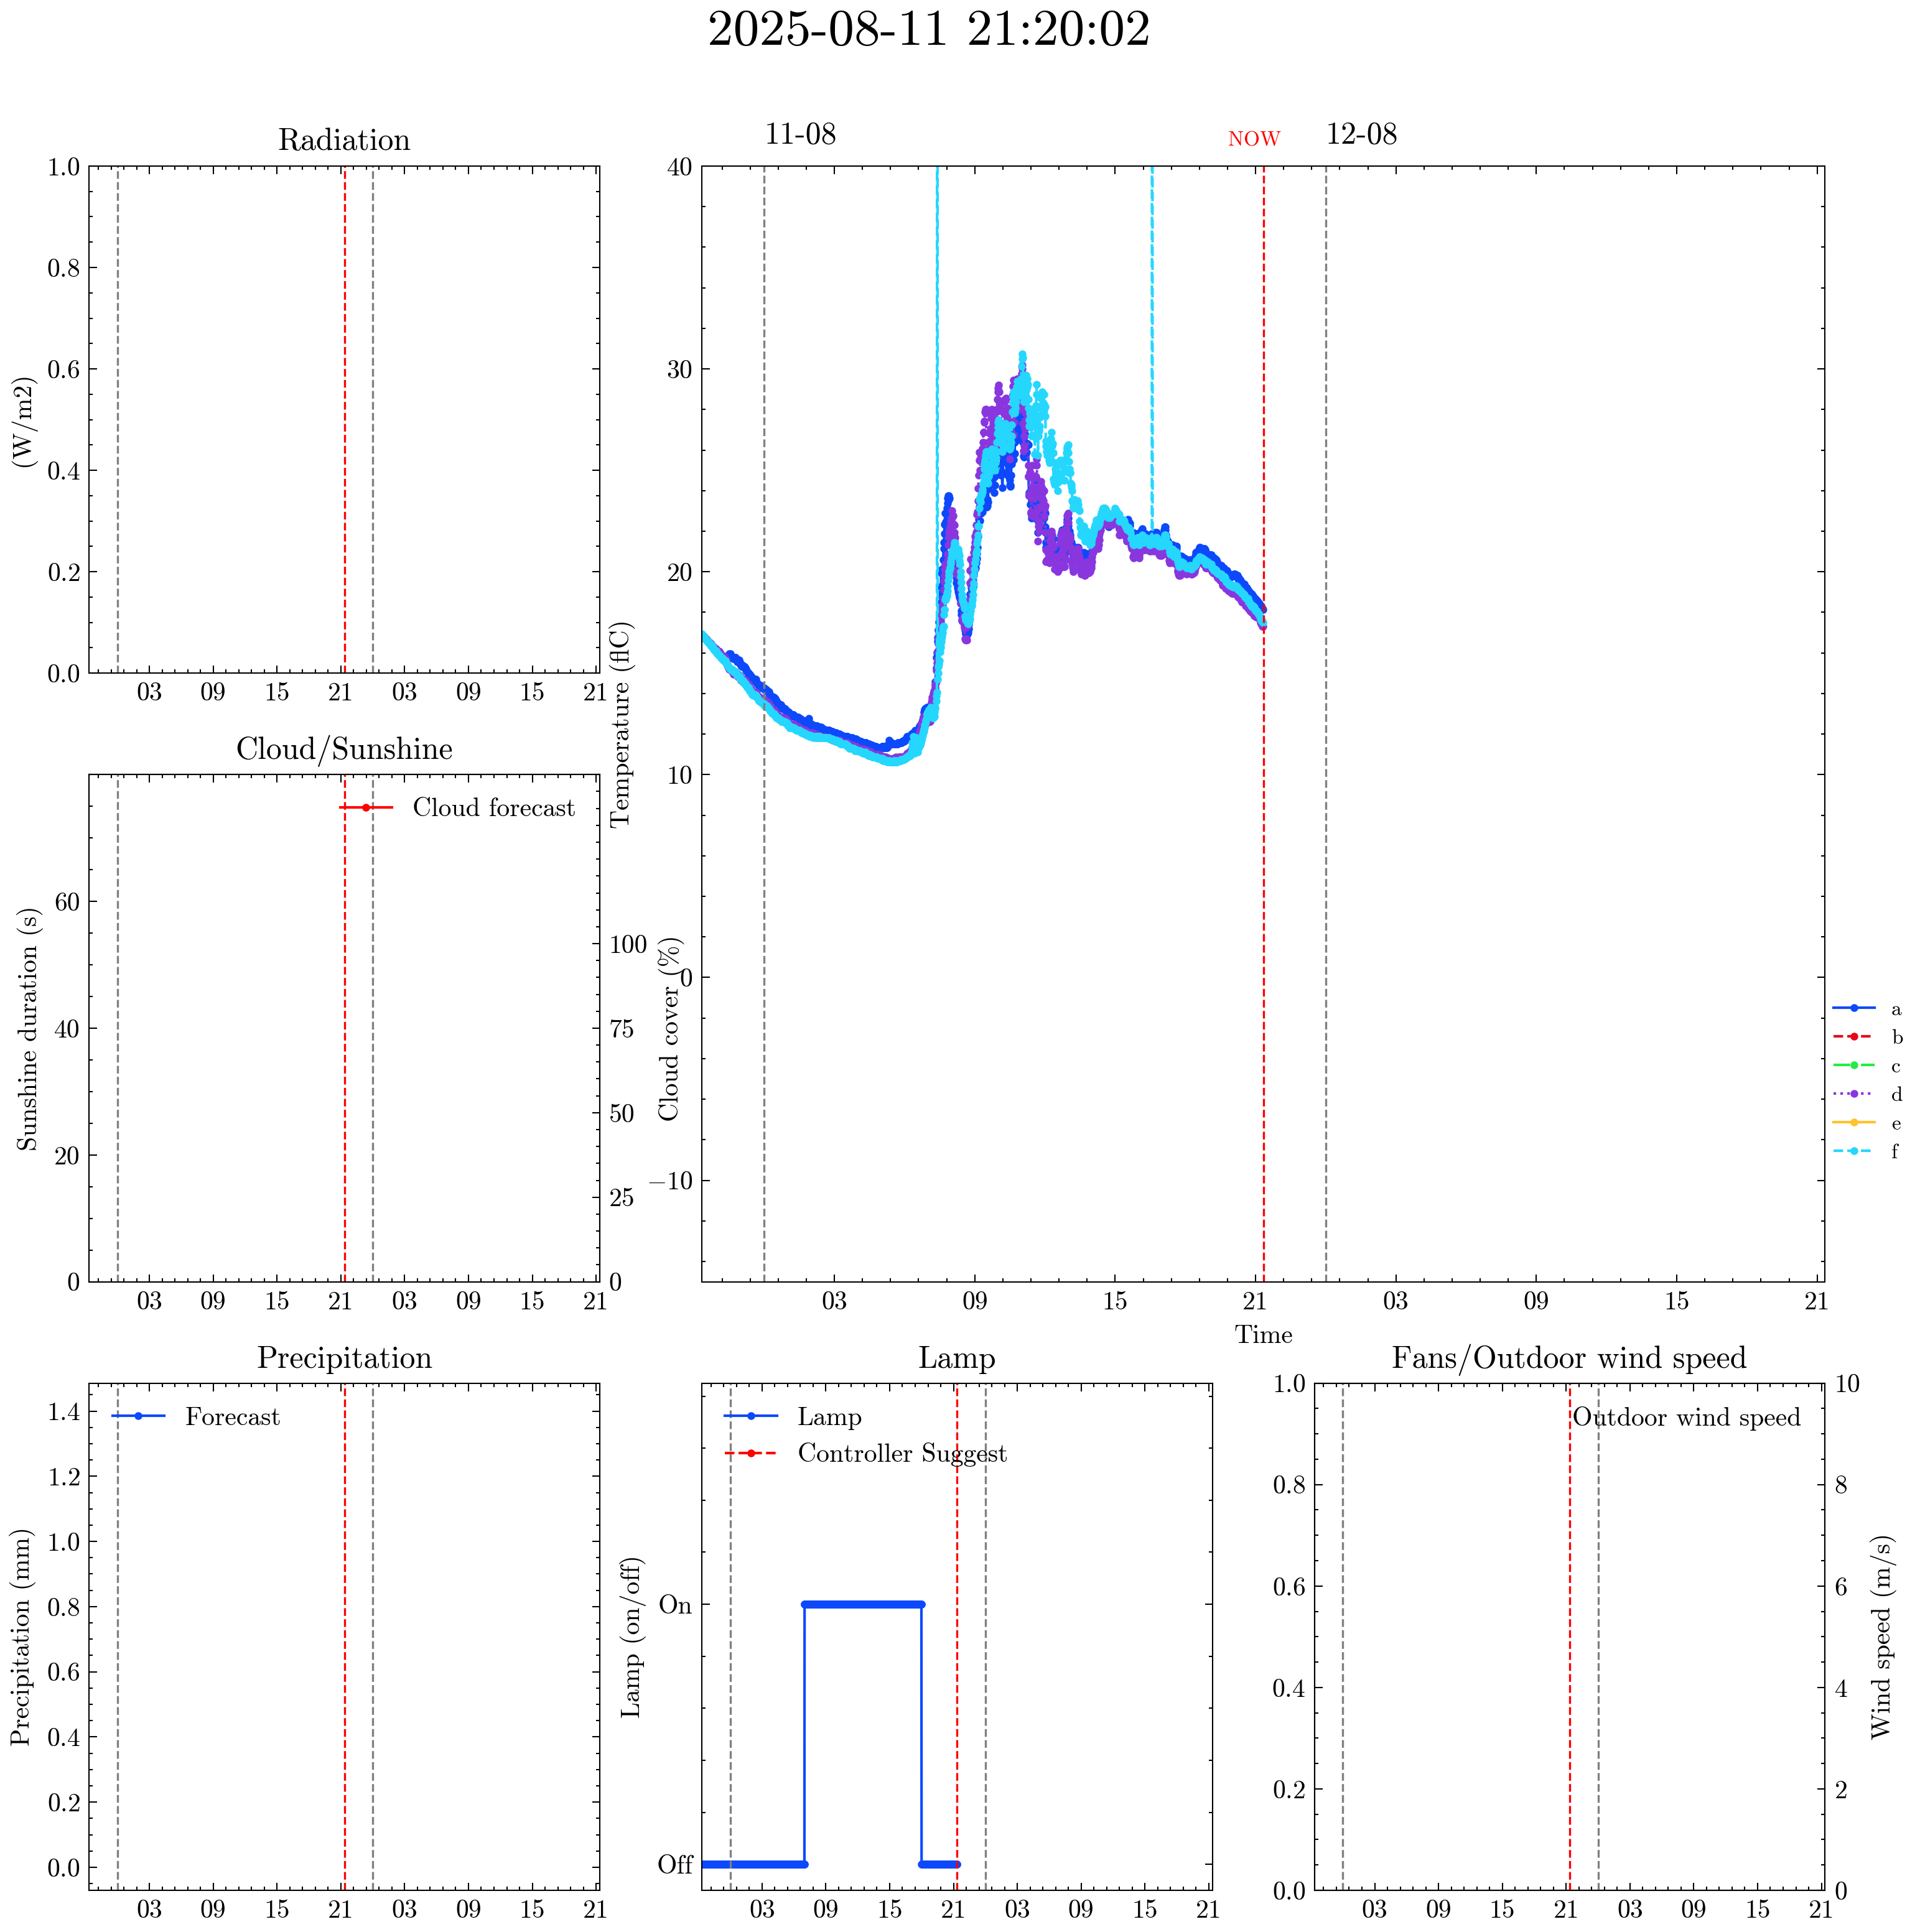 2025-08-11 21:20:02
Radiation
(W/m2)
1.0
0.8
0.6
0.4
0.2
0.0
03 09 15 21 03 09 15 21
11-08 NOW 12-08
Temperature (flC)
40
30
20
10
0
−10
03 09 15 21 03 09 15 21
Time
a
b
c
d
e
f
Cloud/Sunshine
Cloud forecast
Sunshine duration (s)
60
40
20
0
Cloud cover (%)
100
75
50
25
0
03 09 15 21 03 09 15 21
Precipitation
Forecast
Precipitation (mm)
1.4
1.2
1.0
0.8
0.6
0.4
0.2
0.0
03 09 15 21 03 09 15 21
Lamp
Lamp
Controller Suggest
Lamp (on/off)
On
Off
03 09 15 21 03 09 15 21
Fans/Outdoor wind speed
Outdoor wind speed
1.0
0.8
0.6
0.4
0.2
0.0
10
8
6
4
2
0
Wind speed (m/s)
03 09 15 21 03 09 15 21